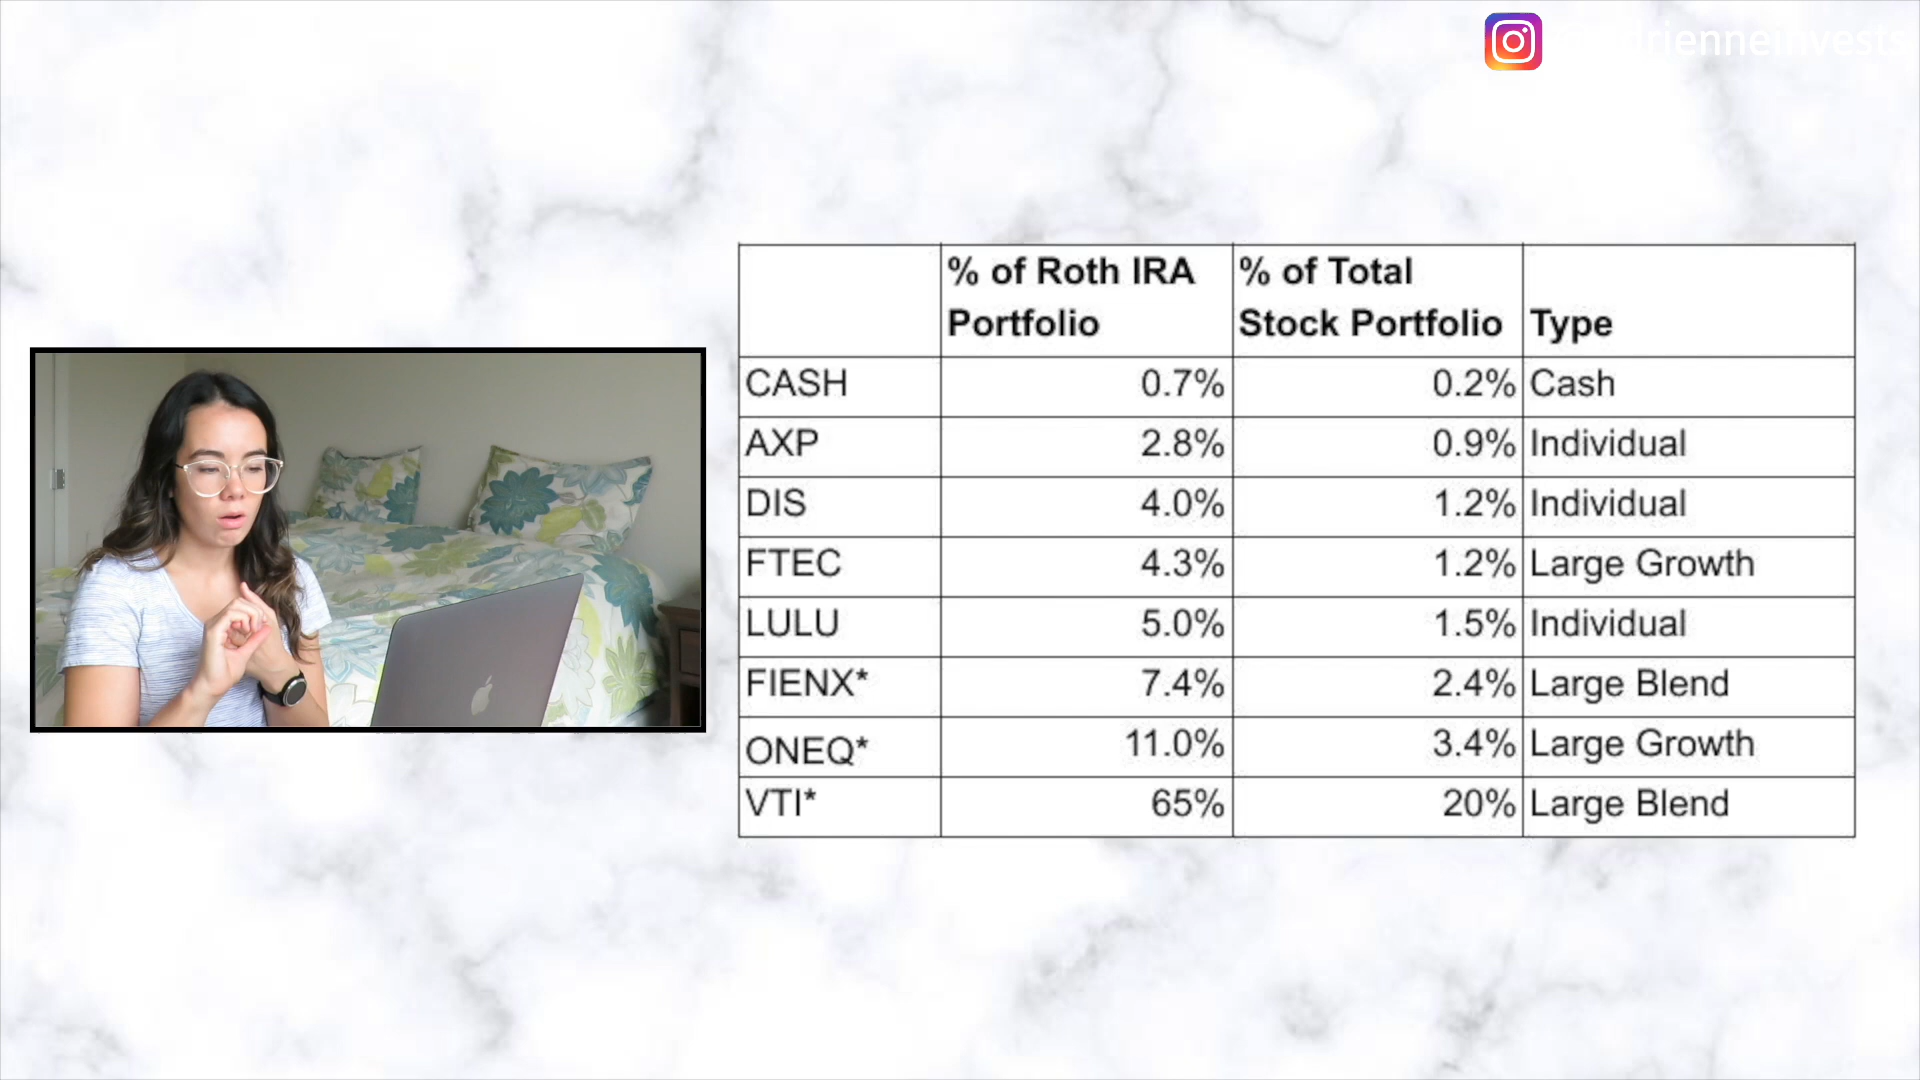 % of Roth IRA Portfolio % of Total Stock Portfolio Type
CASH 0.7% 0.2% Cash
AXP 2.8% 0.9% Individual
DIS 4.0% 1.2% Individual
FTEC 4.3% 1.2% Large Growth
LULU 5.0% 1.5% Individual
FIENX* 7.4% 2.4% Large Blend
ONEQ* 11.0% 3.4% Large Growth
VTI* 65% 20% Large Blend